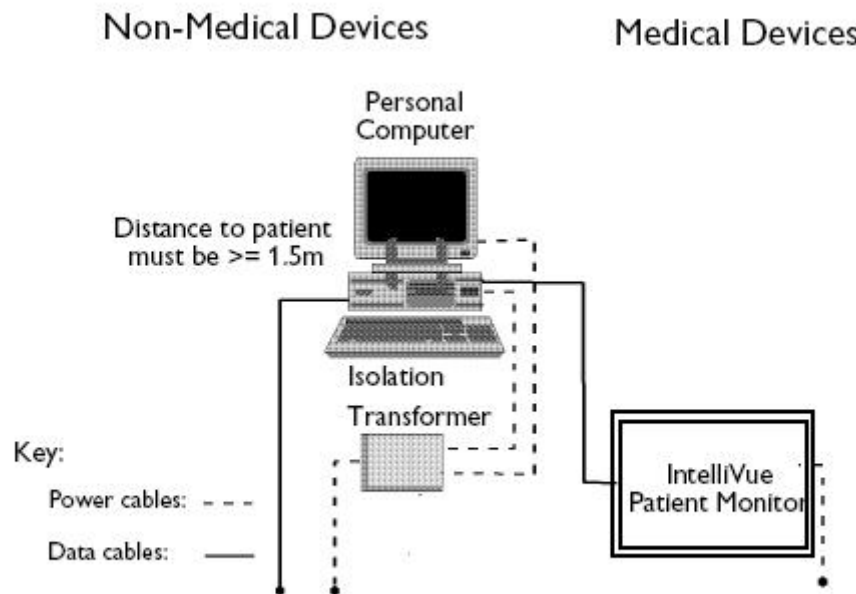 Non-Medical Devices
Medical Devices
Personal
Computer
Distance to patient
must be >= 1.5m
Isolation
Transformer
Key:
Power cables:
Data cables:
IntelliVue
Patient Monitor